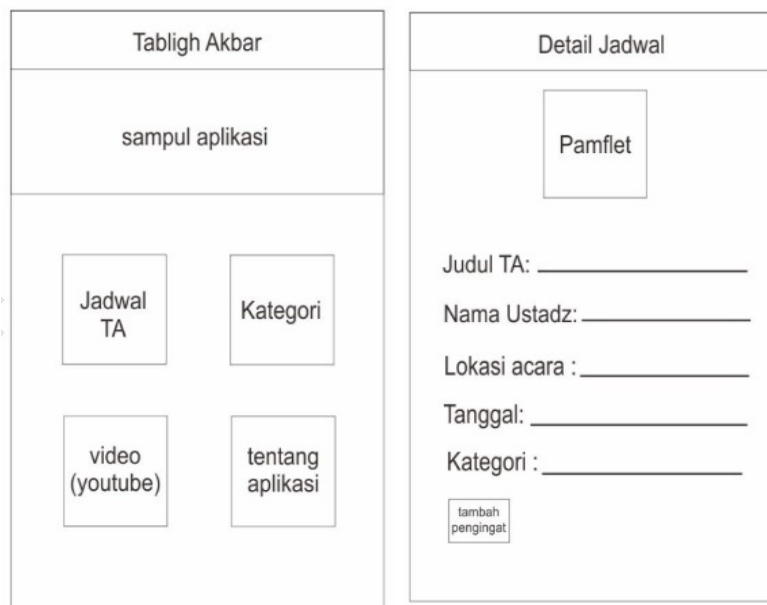 Tabligh Akbar
sampul aplikasi
Jadwal
TA
Kategori
video
(youtube)
tentang
aplikasi
Detail Jadwal
Pamflet
Judul TA:
Nama Ustadz:
Lokasi acara :
Tanggal:
Kategori :
tambah
pengingat